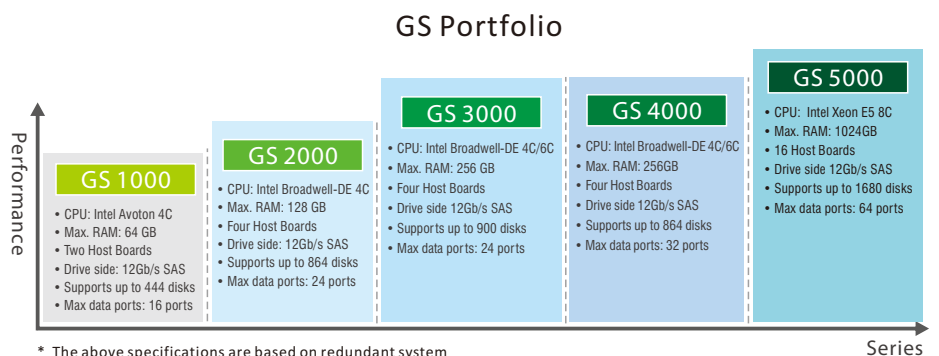 GS Portfolio
Performance
GS 1000
• CPU: Intel Avoton 4C
• Max. RAM: 64 GB
• Two Host Boards
• Drive side: 12Gb/s SAS
• Supports up to 444 disks
• Max data ports: 16 ports
GS 2000
• CPU: Intel Broadwell-DE 4C
• Max. RAM: 128 GB
• Four Host Boards
• Drive side: 12Gb/s SAS
• Supports up to 864 disks
• Max data ports: 24 ports
GS 3000
• CPU: Intel Broadwell-DE 4C/6C
• Max. RAM: 256 GB
• Four Host Boards
• Drive side 12Gb/s SAS
• Supports up to 900 disks
• Max data ports: 24 ports
GS 4000
• CPU: Intel Broadwell-DE 4C/6C
• Max. RAM: 256GB
• Four Host Boards
• Drive side 12Gb/s SAS
• Supports up to 864 disks
• Max data ports: 32 ports
GS 5000
• CPU: Intel Xeon E5 8C
• Max. RAM: 1024GB
• 16 Host Boards
• Drive side 12Gb/s SAS
• Supports up to 1680 disks
• Max data ports: 64 ports
Series
* The above specifications are based on redundant system